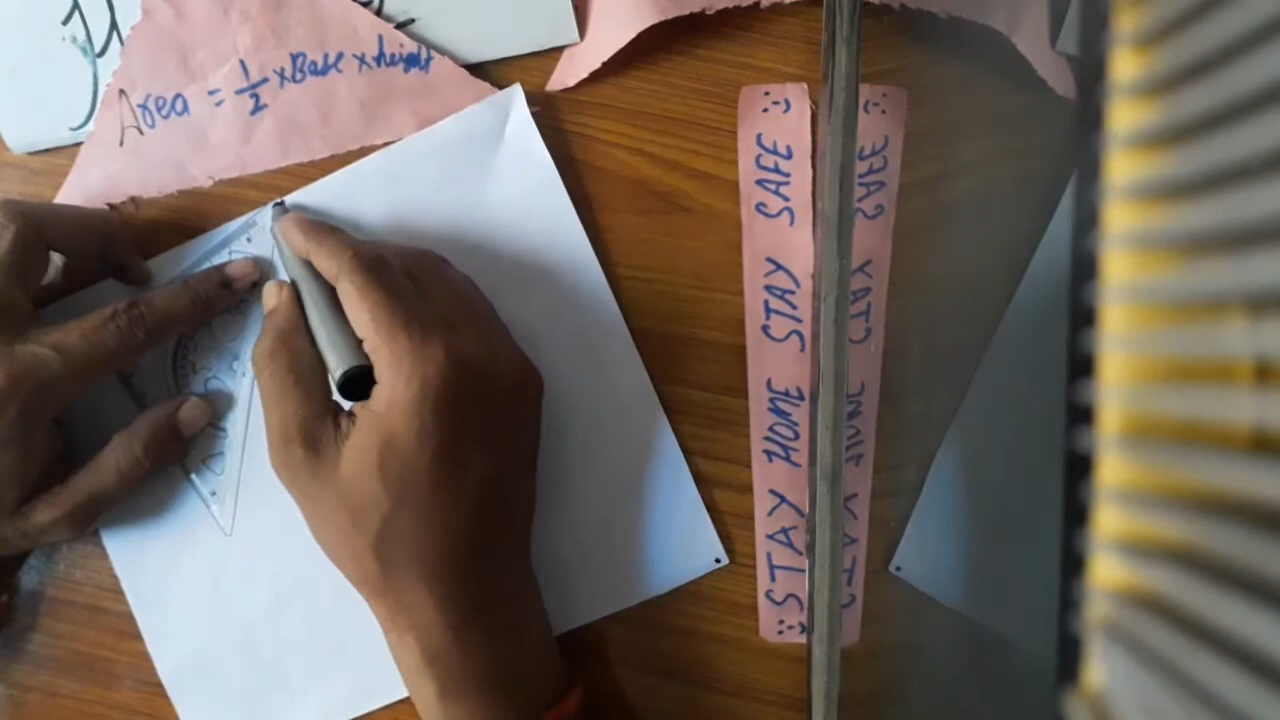 Area = 1/2 × Base × height
STAY HOME STAY SAFE